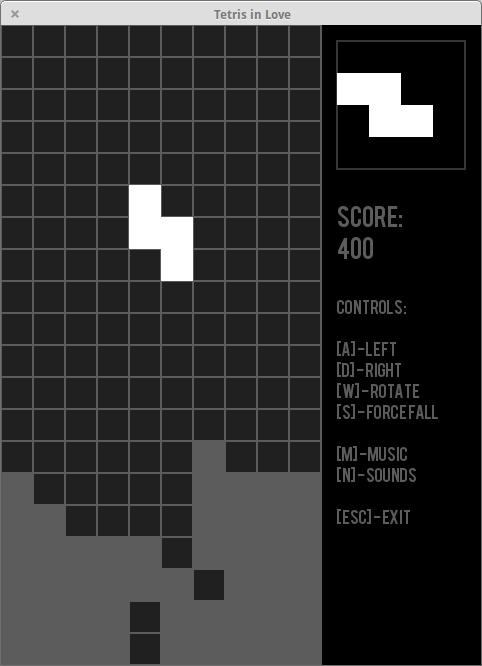 Tetris in Love
SCORE:
400
CONTROLS:
[A]-LEFT
[D]-RIGHT
[W]-ROTATE
[S]-FORCEFALL
[M]-MUSIC
[N]-SOUNDS
[ESC]-EXIT